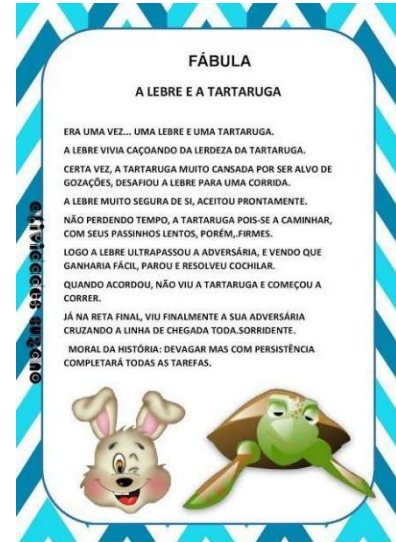 FÁBULA
A LEBRE E A TARTARUGA
ERA UMA VEZ... UMA LEBRE E UMA TARTARUGA.
A LEBRE VIVIA CAÇOANDO DA LERDEZA DA TARTARUGA.
CERTA VEZ, A TARTARUGA MUITO CANSADA POR SER ALVO DE
GOZAÇÕES, DESAFIOU A LEBRE PARA UMA CORRIDA.
A LEBRE MUITO SEGURA DE SI, ACEITOU PRONTAMENTE.
NÃO PERDENDO TEMPO, A TARTARUGA POIS-SE A CAMINHAR,
COM SEUS PASSINHOS LENTOS, PORÉM,.FIRMES.
LOGO A LEBRE ULTRAPASSOU A ADVERSÁRIA, E VENDO QUE
GANHARIA FÁCIL, PAROU E RESOLVEU COCHILAR.
QUANDO ACORDOU, NÃO VIU A TARTARUGA E COMEÇOU A
CORRER.
JÁ NA RETA FINAL, VIU FINALMENTE A SUA ADVERSÁRIA
CRUZANDO A LINHA DE CHEGADA TODA.SORRIDENTE.
MORAL DA HISTÓRIA: DEVAGAR MAS COM PERSISTÊNCIA
COMPLETARÁ TODAS AS TAREFAS.